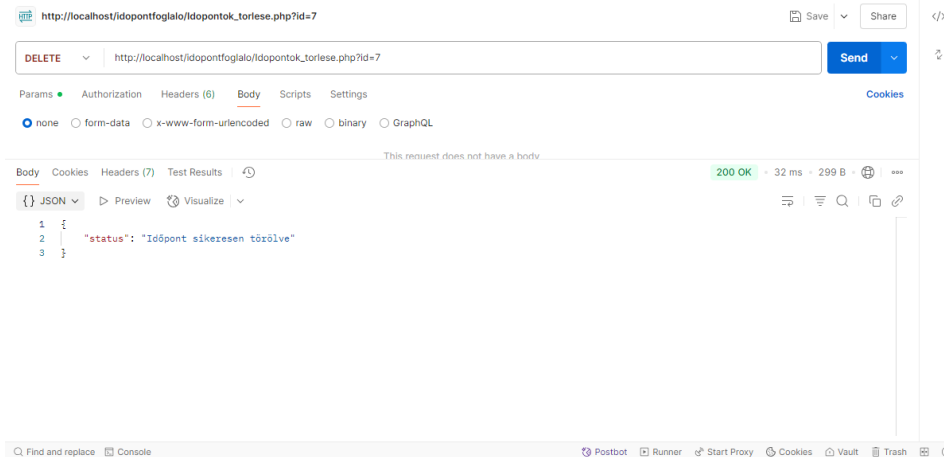 HTTP http://localhost/idopontfoglalo/Idopontok_torlese.php?id=7 Save Share </>
DELETE http://localhost/idopontfoglalo/Idopontok_torlese.php?id=7 Send
Params Authorization Headers (6) Body Scripts Settings Cookies
none form-data x-www-form-urlencoded raw binary GraphQL
This request does not have a body
Body Cookies Headers (7) Test Results 200 OK 32 ms 299 B
{} JSON Preview Visualize
1 {
2 "status": "Időpont sikeresen törölve"
3 }
Find and replace Console Postbot Runner Start Proxy Cookies Vault Trash